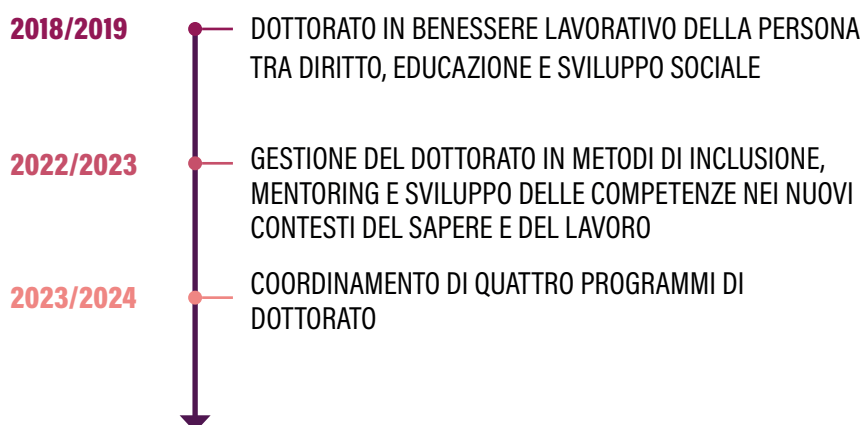 2018/2019
DOTTORATO IN BENESSERE LAVORATIVO DELLA PERSONA
TRA DIRITTO, EDUCAZIONE E SVILUPPO SOCIALE
2022/2023
GESTIONE DEL DOTTORATO IN METODI DI INCLUSIONE,
MENTORING E SVILUPPO DELLE COMPETENZE NEI NUOVI
CONTESTI DEL SAPERE E DEL LAVORO
2023/2024
COORDINAMENTO DI QUATTRO PROGRAMMI DI
DOTTORATO